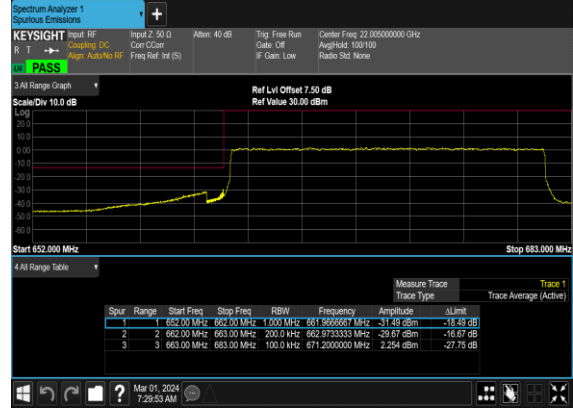 Spectrum Analyzer 1
Spurious Emissions
KEYSIGHT Input: RF Input Z: 50 Ω Atten: 40 dB Trig: Free Run Center Freq: 22.005000000 GHz
R T Coupling: DC Corr CCorr Gate: Off Avg|Hold: 100/100
Align: Auto/No RF Freq Ref: Int (S) IF Gain: Low Radio Std: None
PASS
3 All Range Graph
Ref Lvl Offset 7.50 dB
Scale/Div 10.0 dB Ref Value 30.00 dBm
Log
20.0
10.0
0.00
-10.0
-20.0
-30.0
-40.0
-50.0
-60.0
Start 652.000 MHz Stop 683.000 MHz
4 All Range Table
Measure Trace Trace 1
Trace Type Trace Average (Active)
Spur Range Start Freq Stop Freq RBW Frequency Amplitude ΔLimit
1 1 652.00 MHz 662.00 MHz 1.000 MHz 661.9666667 MHz -31.49 dBm -18.49 dB
2 2 662.00 MHz 663.00 MHz 200.0 kHz 662.9733333 MHz -29.67 dBm -16.67 dB
3 3 663.00 MHz 683.00 MHz 100.0 kHz 671.2000000 MHz 2.254 dBm -27.75 dB
? Mar 01, 2024
7:29:53 AM